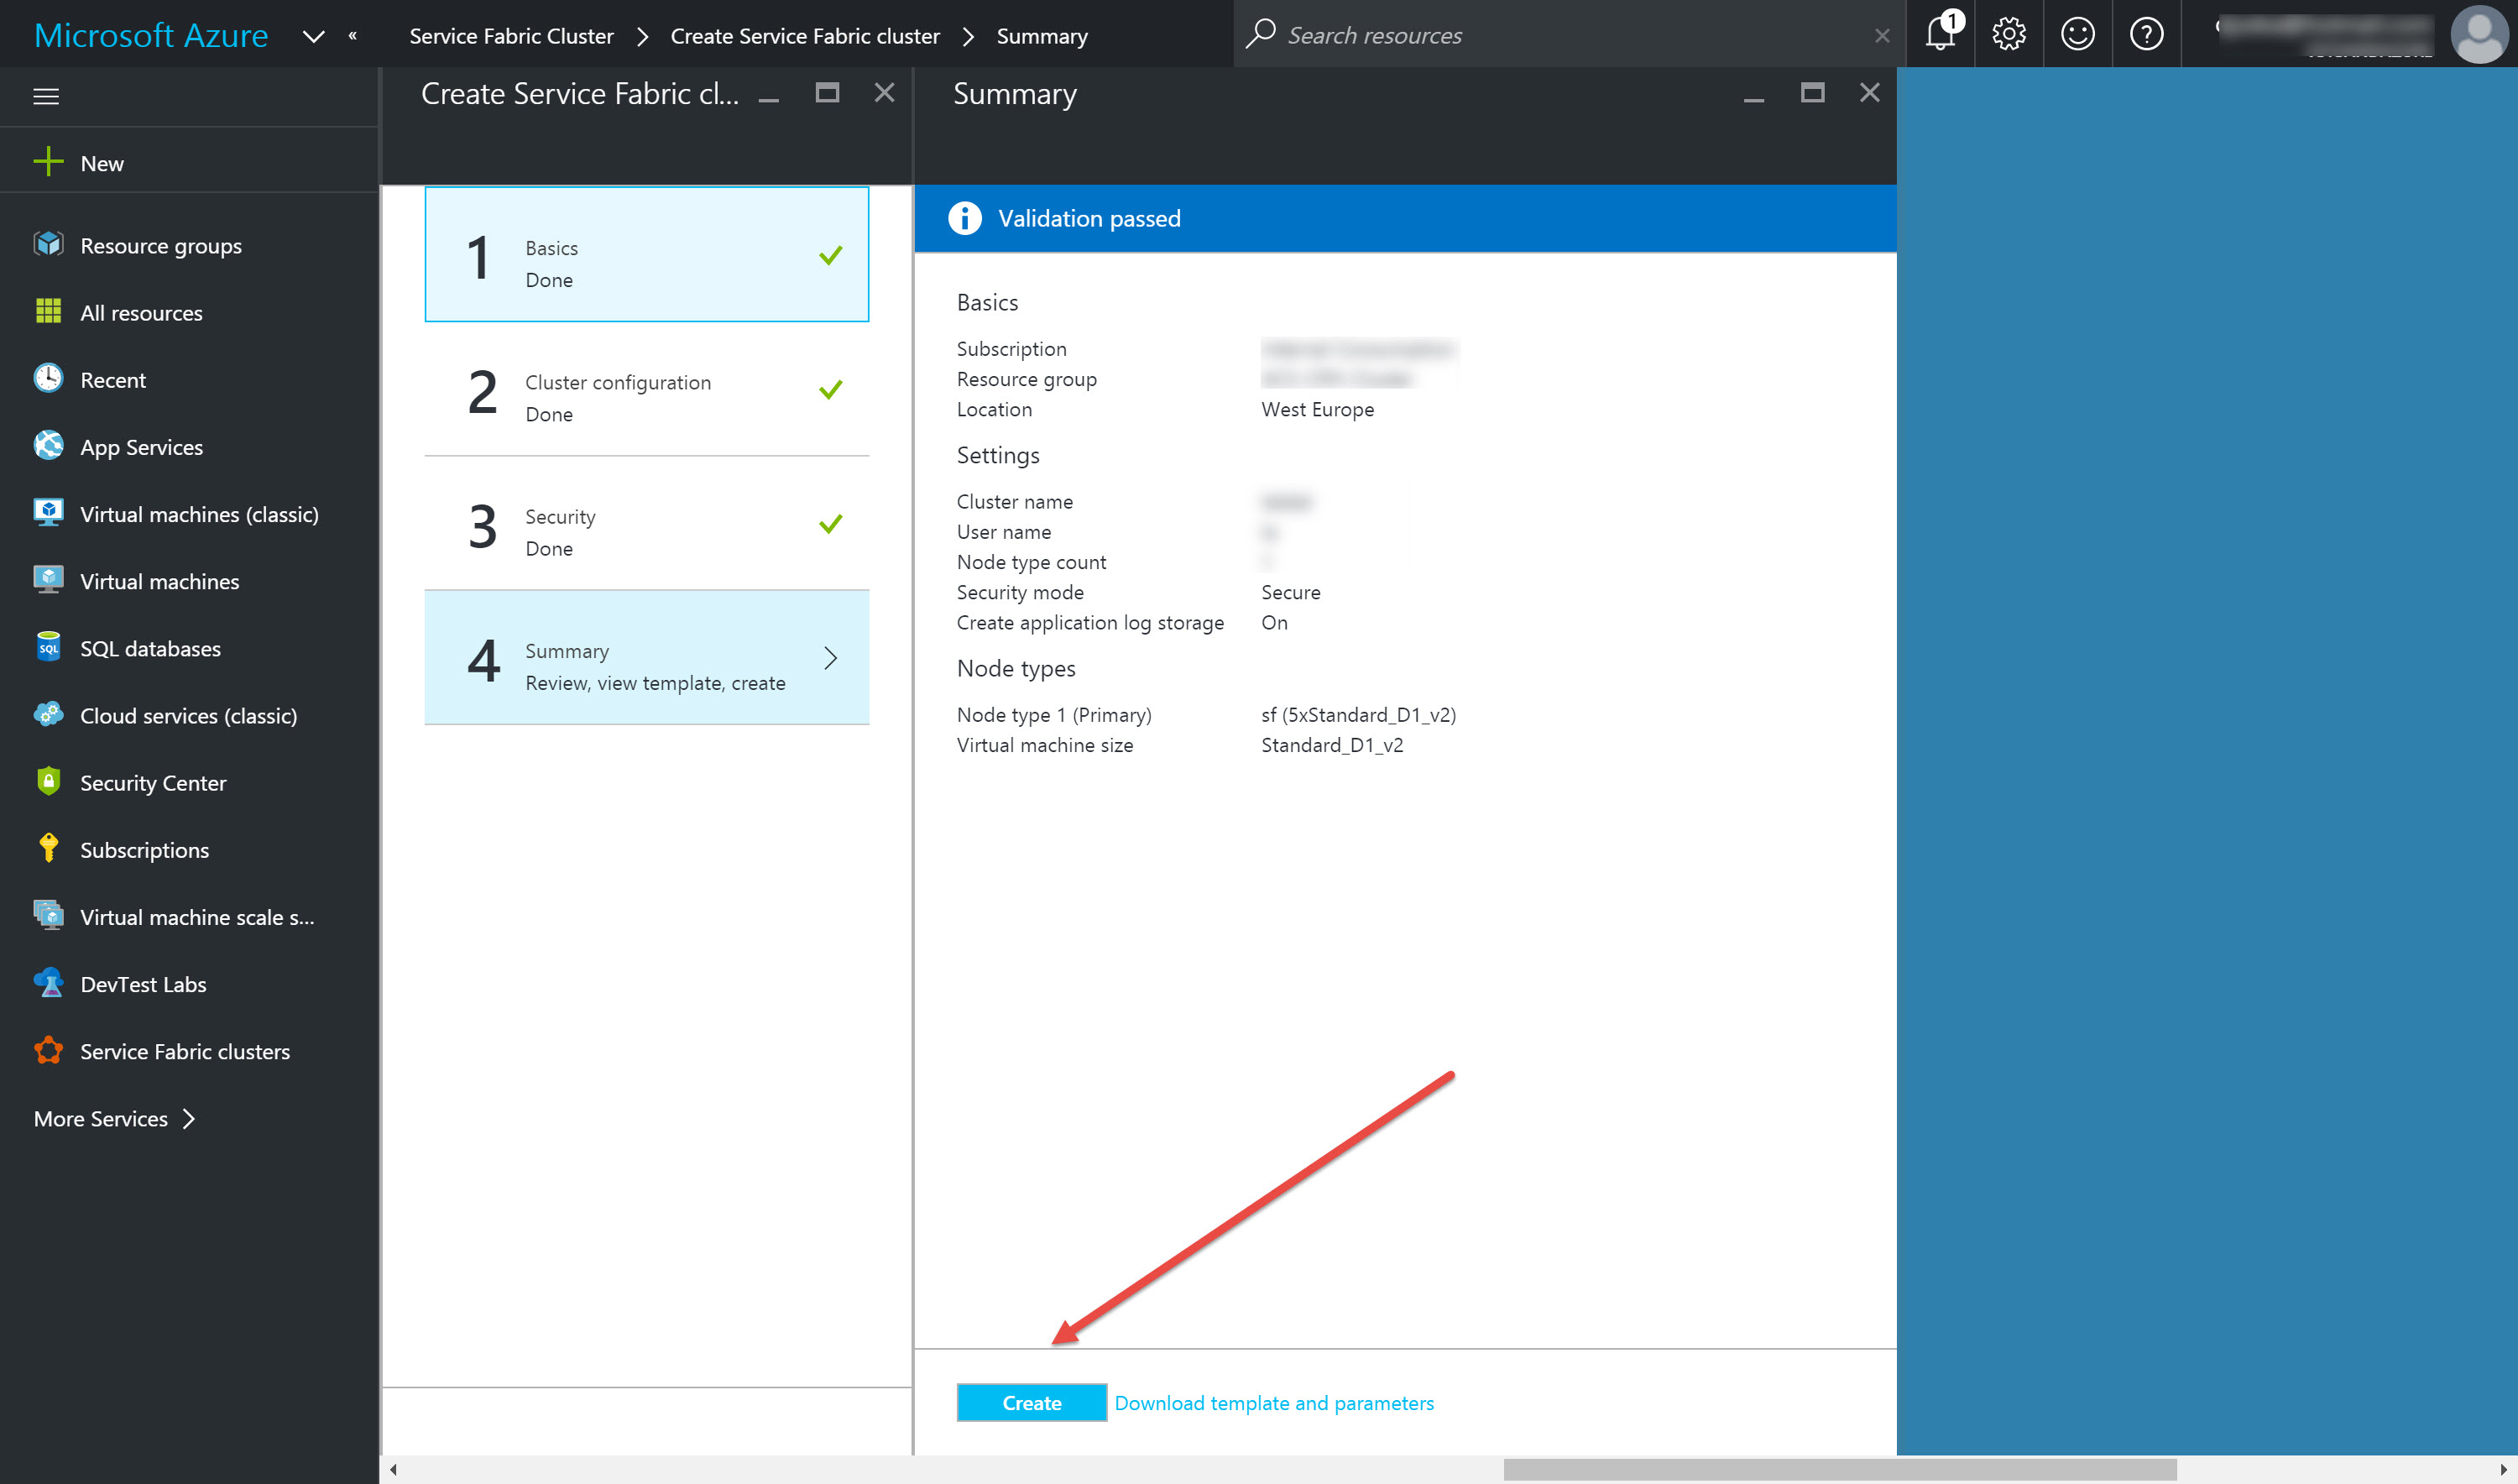 Microsoft Azure
«
Service Fabric Cluster
Create Service Fabric cluster
Summary
Search resources
1
Create Service Fabric cl...
Summary
New
Resource groups
All resources
Recent
App Services
Virtual machines (classic)
Virtual machines
SQL databases
Cloud services (classic)
Security Center
Subscriptions
Virtual machine scale s...
DevTest Labs
Service Fabric clusters
More Services
1
Basics
Done
2
Cluster configuration
Done
3
Security
Done
4
Summary
Review, view template, create
Validation passed
Basics
Subscription
Resource group
Location West Europe
Settings
Cluster name
User name
Node type count
Security mode Secure
Create application log storage On
Node types
Node type 1 (Primary) sf (5xStandard_D1_v2)
Virtual machine size Standard_D1_v2
Create Download template and parameters